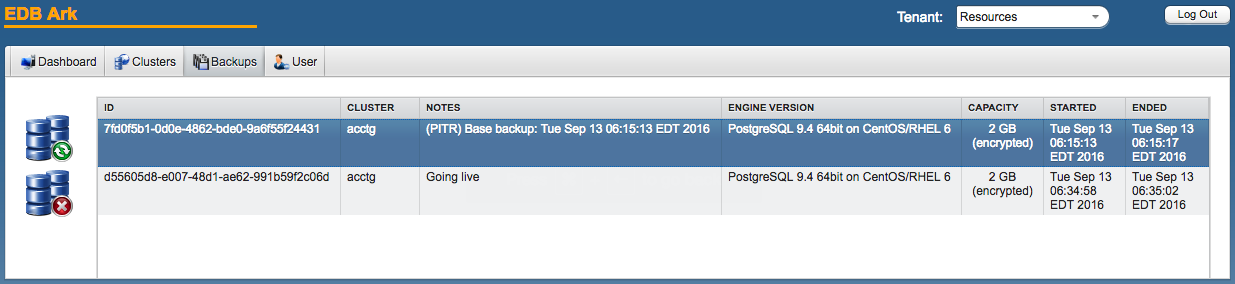 EDB Ark
Tenant: Resources
Log Out
Dashboard Clusters Backups User
ID CLUSTER NOTES ENGINE VERSION CAPACITY STARTED ENDED
7fd0f5b1-0d0e-4862-bde0-9a6f55f24431 acctg (PITR) Base backup: Tue Sep 13 06:15:13 EDT 2016 PostgreSQL 9.4 64bit on CentOS/RHEL 6 2 GB Tue Sep 13 Tue Sep 13
(encrypted) 06:15:13 06:15:17
EDT 2016 EDT 2016
d55605d8-e007-48d1-ae62-991b59f2c06d acctg Going live PostgreSQL 9.4 64bit on CentOS/RHEL 6 2 GB Tue Sep 13 Tue Sep 13
(encrypted) 06:34:58 06:35:02
EDT 2016 EDT 2016